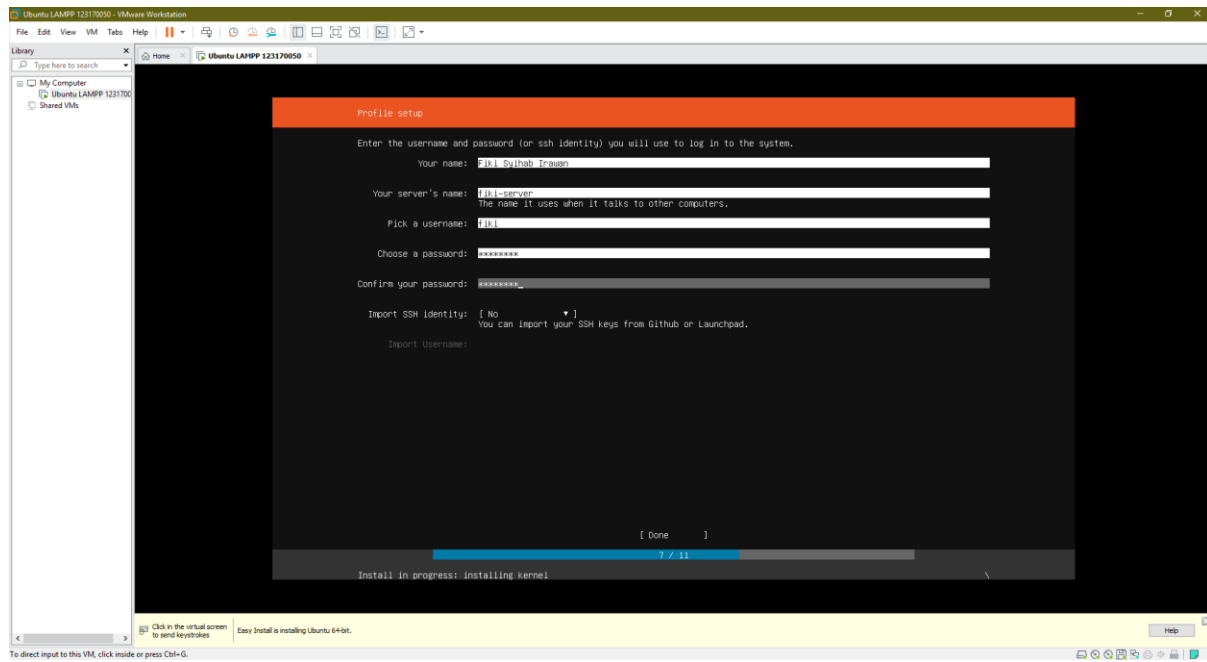 Ubuntu LAMPP 123170050 - VMware Workstation
File Edit View VM Tabs Help
Library
Type here to search
My Computer
Ubuntu LAMPP 1231700
Shared VMs
Home
Ubuntu LAMPP 123170050
Profile setup
Enter the username and password (or ssh identity) you will use to log in to the system.
Your name: Fiki Syihab Irawan
Your server's name: fiki-server
The name it uses when it talks to other computers.
Pick a username: fiki
Choose a password: ********
Confirm your password: ********_
Import SSH identity: [ No ▾ ]
You can import your SSH keys from Github or Launchpad.
Import Username:
[ Done ]
7 / 11
Install in progress: installing kernel \
Click in the virtual screen
to send keystrokes
Easy Install is installing Ubuntu 64-bit.
Help
To direct input to this VM, click inside or press Ctrl+G.